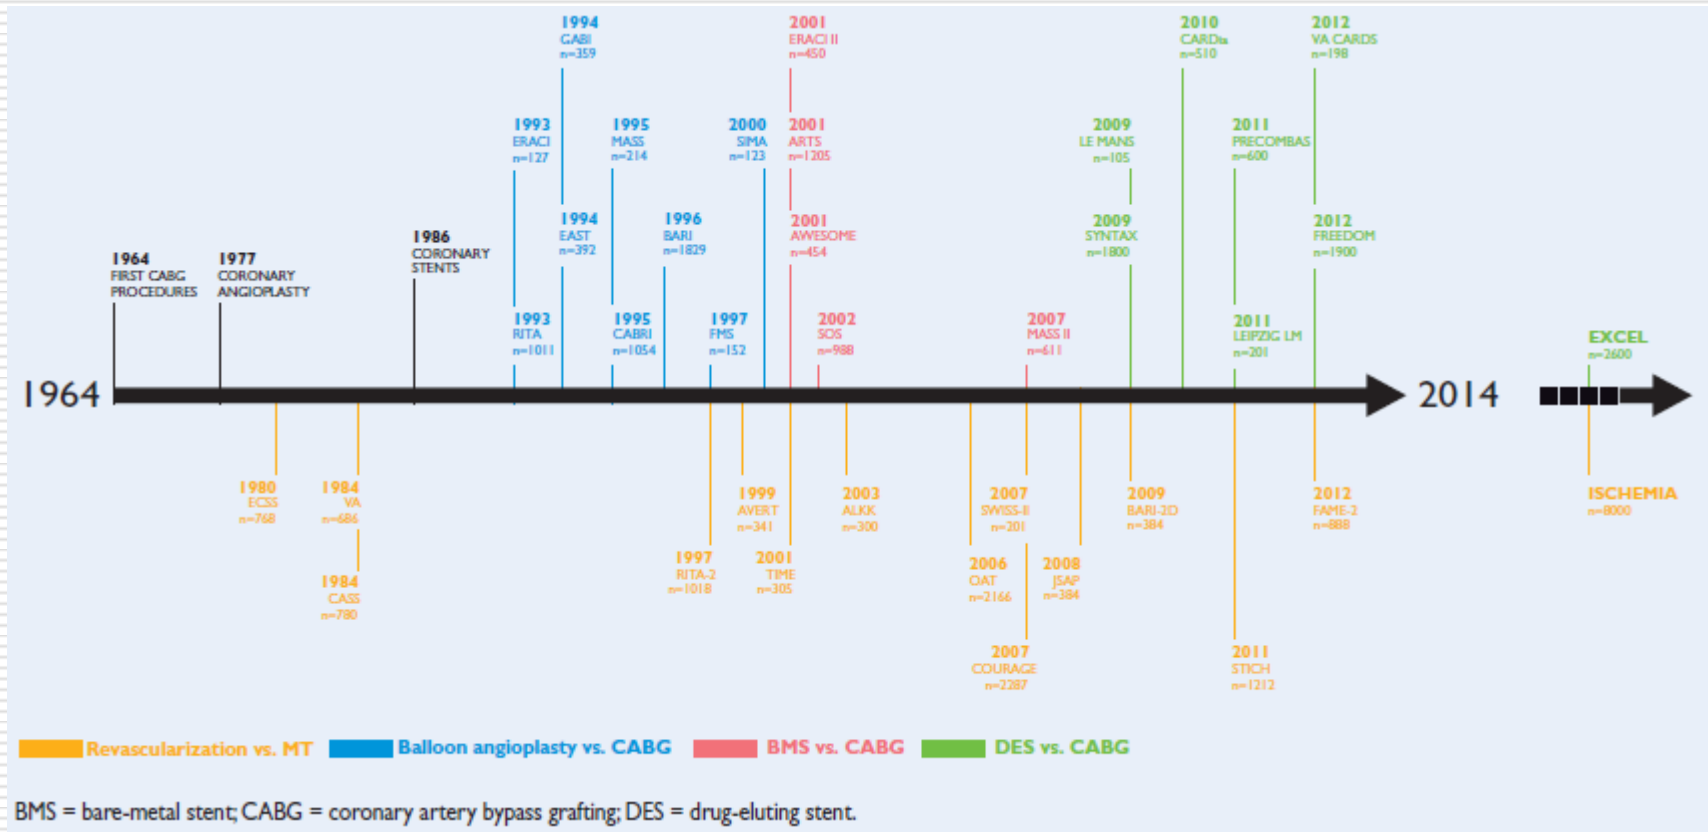 1994
GABI
n=359
2001
ERACI II
n=450
2010
CARDia
n=510
2012
VA CARDS
n=198
1993
ERACI
n=127
1995
MASS
n=214
2000
SIMA
n=123
2001
ARTS
n=1205
2009
LE MANS
n=105
2011
PRECOMBAS
n=600
1994
EAST
n=392
1996
BARI
n=1829
2001
AWESOME
n=454
2009
SYNTAX
n=1800
2012
FREEDOM
n=1900
1964
FIRST CABG
PROCEDURES
1977
CORONARY
ANGIOPLASTY
1986
CORONARY
STENTS
1993
RITA
n=1011
1995
CABRI
n=1054
1997
FMS
n=152
2002
SOS
n=988
2007
MASS II
n=611
2011
LEIPZIG LM
n=201
EXCEL
n=2600
1964
2014
1980
ECSS
n=768
1984
VA
n=686
1984
CASS
n=780
1997
RITA-2
n=1018
1999
AVERT
n=341
2001
TIME
n=305
2003
ALKK
n=300
2006
OAT
n=2166
2007
SWISS-II
n=201
2007
COURAGE
n=2287
2008
JSAP
n=384
2009
BARI-2D
n=384
2011
STICH
n=1212
2012
FAME-2
n=888
ISCHEMIA
n=8000
Revascularization vs. MT
Balloon angioplasty vs. CABG
BMS vs. CABG
DES vs. CABG
BMS = bare-metal stent; CABG = coronary artery bypass grafting; DES = drug-eluting stent.